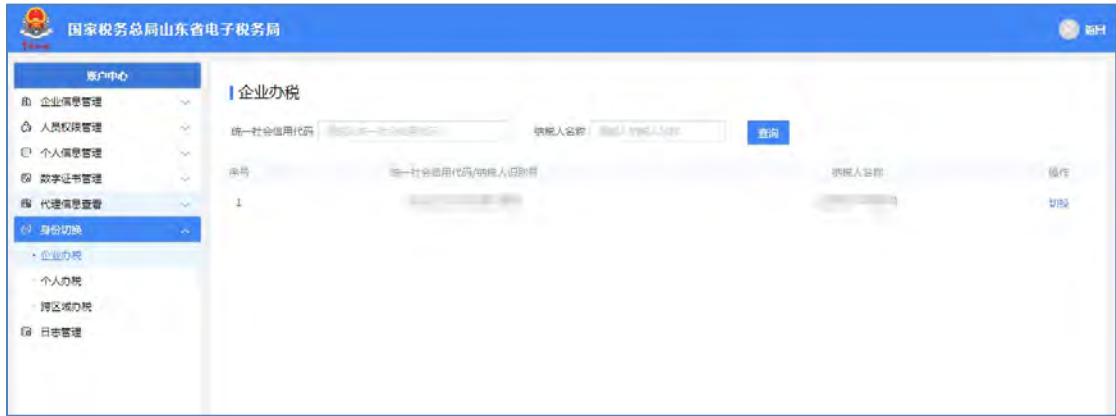 国家税务总局山东省电子税务局
账户中心
企业信息管理
人员权限管理
个人信息管理
数字证书管理
代理信息查看
身份切换
企业办税
个人办税
跨区域办税
日志管理
企业办税
统一社会信用代码 纳税人名称 查询
序号 统一社会信用代码/纳税人识别号 纳税人名称 操作
1 切换